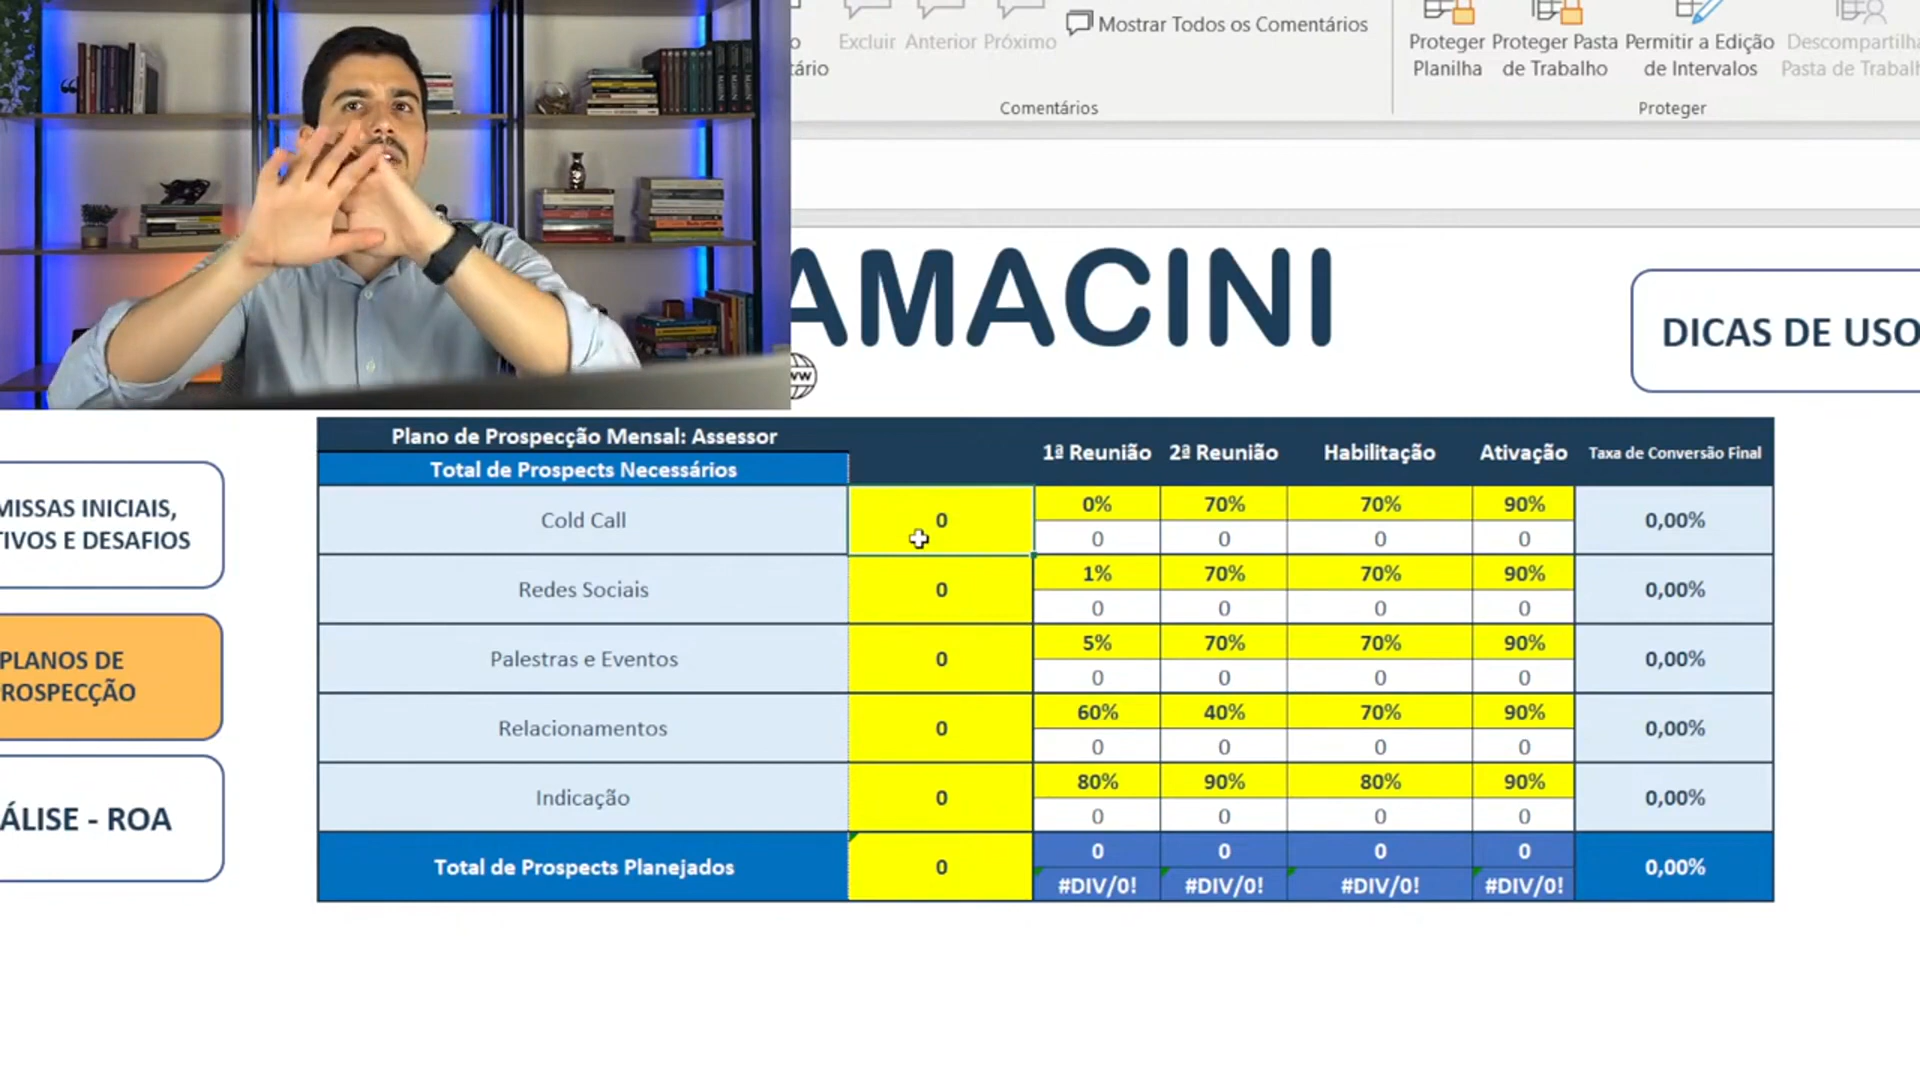 Excluir Anterior Próximo
Mostrar Todos os Comentários
Comentários
Proteger Planilha
Proteger Pasta de Trabalho
Permitir a Edição de Intervalos
Descompartilha
Pasta de Trabalh
Proteger
AMACINI
DICAS DE USO
MISSAS INICIAIS,
TIVOS E DESAFIOS
PLANOS DE
ROSPECÇÃO
ÁLISE - ROA
Plano de Prospecção Mensal: Assessor
Total de Prospects Necessários
1ª Reunião 2ª Reunião Habilitação Ativação Taxa de Conversão Final
Cold Call 0 0% 70% 70% 90% 0,00%
0 0 0 0
Redes Sociais 0 1% 70% 70% 90% 0,00%
0 0 0 0
Palestras e Eventos 0 5% 70% 70% 90% 0,00%
0 0 0 0
Relacionamentos 0 60% 40% 70% 90% 0,00%
0 0 0 0
Indicação 0 80% 90% 80% 90% 0,00%
0 0 0 0
Total de Prospects Planejados 0 0 0 0 0 0,00%
#DIV/0! #DIV/0! #DIV/0! #DIV/0!